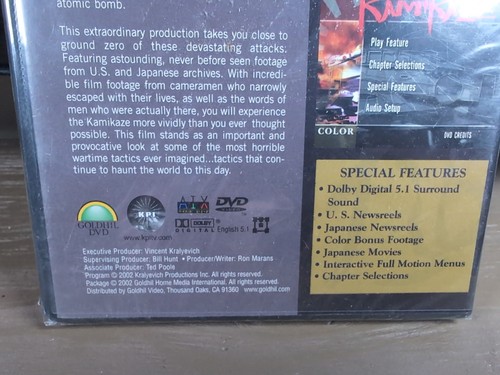 atomic bomb.
This extraordinary production takes you close to
ground zero of these devastating attacks.
Featuring astounding, never before seen footage
from U.S. and Japanese archives. With incredi-
ble film footage from cameramen who narrowly
escaped with their lives, as well as the words of
men who were actually there, you will experience
the Kamikaze more vividly than you ever thought
possible. This film stands as an important and
provocative look at some of the most horrible
wartime tactics ever imagined...tactics that con-
tinue to haunt the world to this day.
Play Feature
Chapter Selections
Special Features
Audio Setup
COLOR
DVD CREDITS
GOLDHIL
DVD
KPI
www.kpitv.com
DVD
DOLBY
DIGITAL
English 5.1
Executive Producer: Vincent Kralyevich
Supervising Producer: Bill Hunt • Producer/Writer: Ron Marans
Associate Producer: Ted Poole
Program © 2002 Kralyevich Productions Inc. All rights reserved.
Package © 2002 Goldhil Home Media International. All rights reserved.
Distributed by Goldhil Video, Thousand Oaks, CA 91360 www.goldhil.com
SPECIAL FEATURES
• Dolby Digital 5.1 Surround
Sound
• U. S. Newsreels
• Japanese Newsreels
• Color Bonus Footage
• Japanese Movies
• Interactive Full Motion Menus
• Chapter Selections